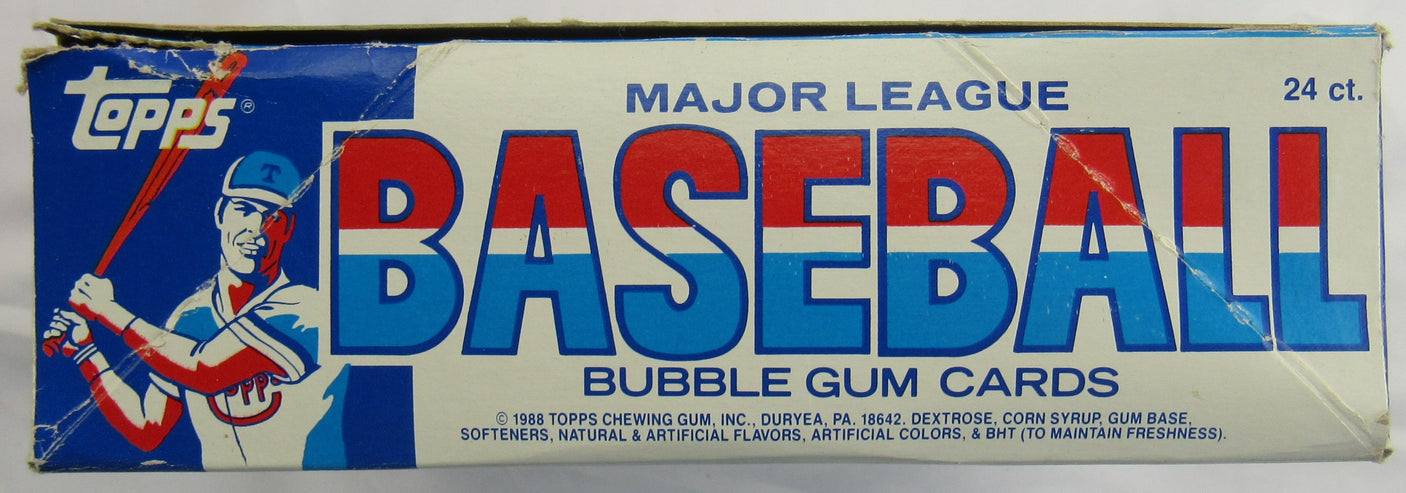 topps®
MAJOR LEAGUE
24 ct.
BASEBALL
T
TOPPS
BUBBLE GUM CARDS
© 1988 TOPPS CHEWING GUM, INC., DURYEA, PA. 18642. DEXTROSE, CORN SYRUP, GUM BASE,
SOFTENERS, NATURAL & ARTIFICIAL FLAVORS, ARTIFICIAL COLORS, & BHT (TO MAINTAIN FRESHNESS).